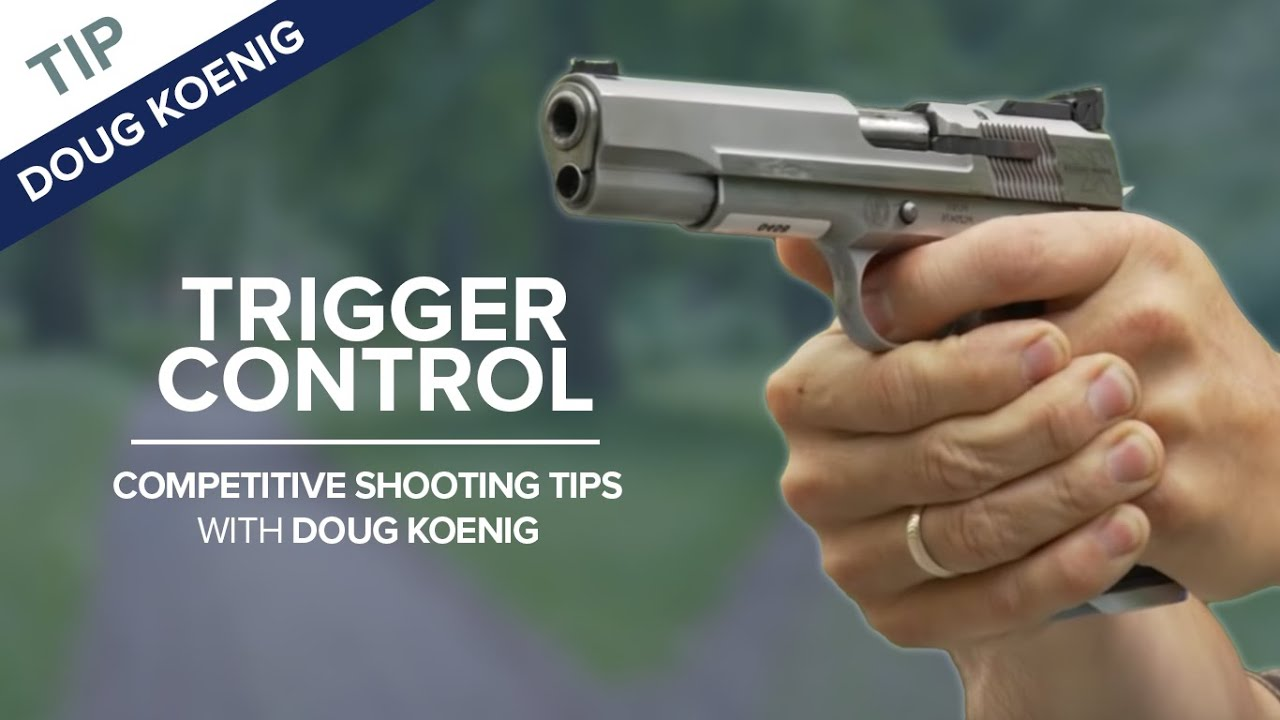 TIP
DOUG KOENIG
TRIGGER
CONTROL
COMPETITIVE SHOOTING TIPS
WITH DOUG KOENIG